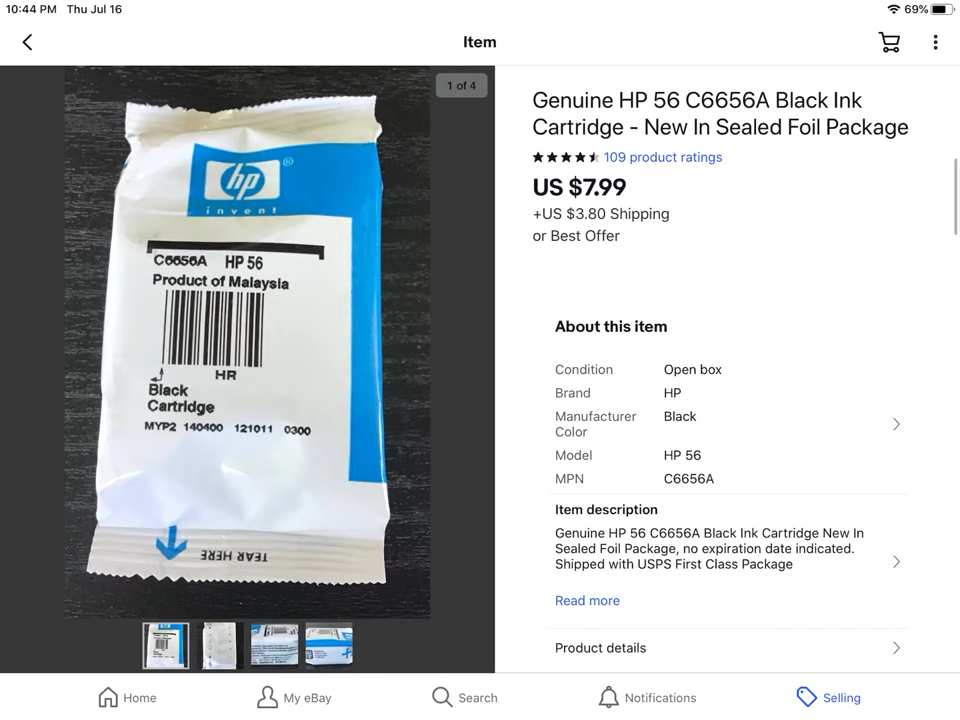 10:44 PM Thu Jul 16
69%
Item
1 of 4
hp®
invent
C6656A HP 56
Product of Malaysia
HR
Black
Cartridge
MYP2 140400 121011 0300
TEAR HERE
Genuine HP 56 C6656A Black Ink
Cartridge - New In Sealed Foil Package
109 product ratings
US $7.99
+US $3.80 Shipping
or Best Offer
About this item
Condition Open box
Brand HP
Manufacturer Black
Color
Model HP 56
MPN C6656A
Item description
Genuine HP 56 C6656A Black Ink Cartridge New In
Sealed Foil Package, no expiration date indicated.
Shipped with USPS First Class Package
Read more
Product details
Home
My eBay
Search
Notifications
Selling